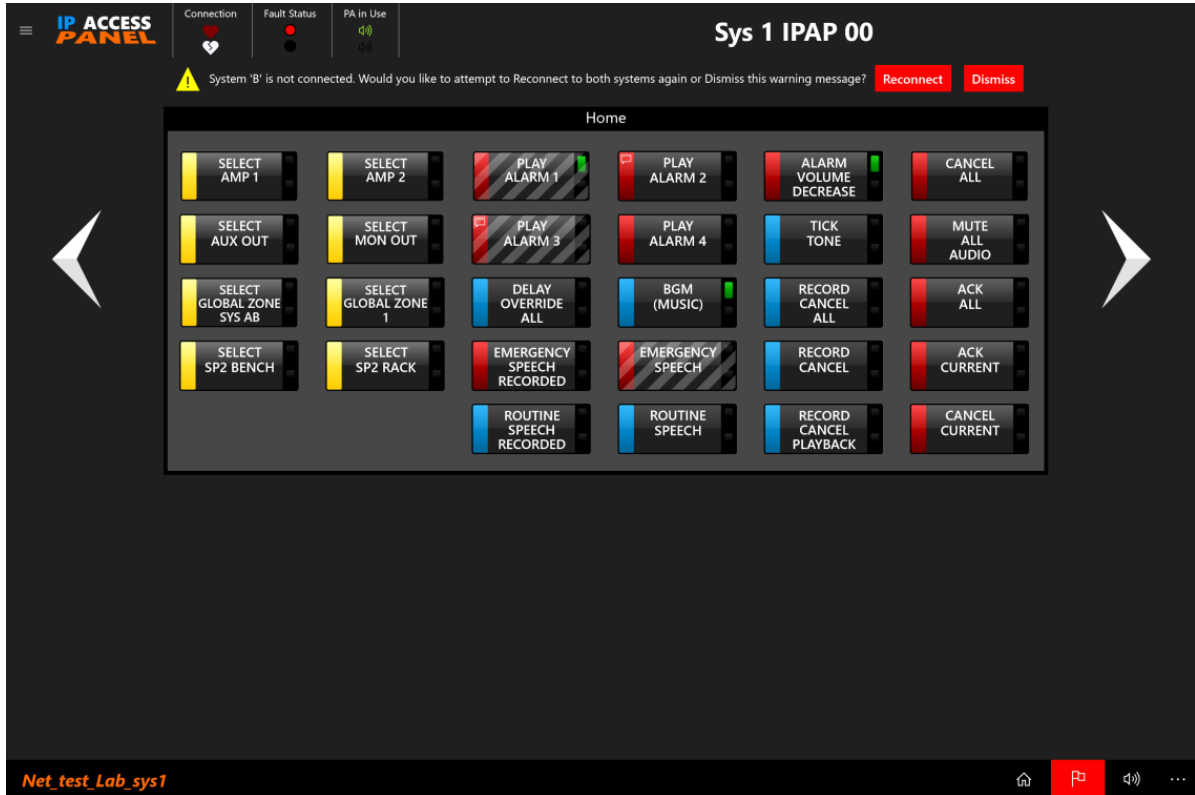 IP ACCESS
PANEL
Connection
Fault Status
PA in Use
Sys 1 IPAP 00
System 'B' is not connected. Would you like to attempt to Reconnect to both systems again or Dismiss this warning message?
Reconnect
Dismiss
Home
SELECT
AMP 1
SELECT
AMP 2
PLAY
ALARM 1
PLAY
ALARM 2
ALARM
VOLUME
DECREASE
CANCEL
ALL
SELECT
AUX OUT
SELECT
MON OUT
PLAY
ALARM 3
PLAY
ALARM 4
TICK
TONE
MUTE
ALL
AUDIO
SELECT
GLOBAL ZONE
SYS AB
SELECT
GLOBAL ZONE
1
DELAY
OVERRIDE
ALL
BGM
(MUSIC)
RECORD
CANCEL
ALL
ACK
ALL
SELECT
SP2 BENCH
SELECT
SP2 RACK
EMERGENCY
SPEECH
RECORDED
EMERGENCY
SPEECH
RECORD
CANCEL
ACK
CURRENT
ROUTINE
SPEECH
RECORDED
ROUTINE
SPEECH
RECORD
CANCEL
PLAYBACK
CANCEL
CURRENT
Net_test_Lab_sys1